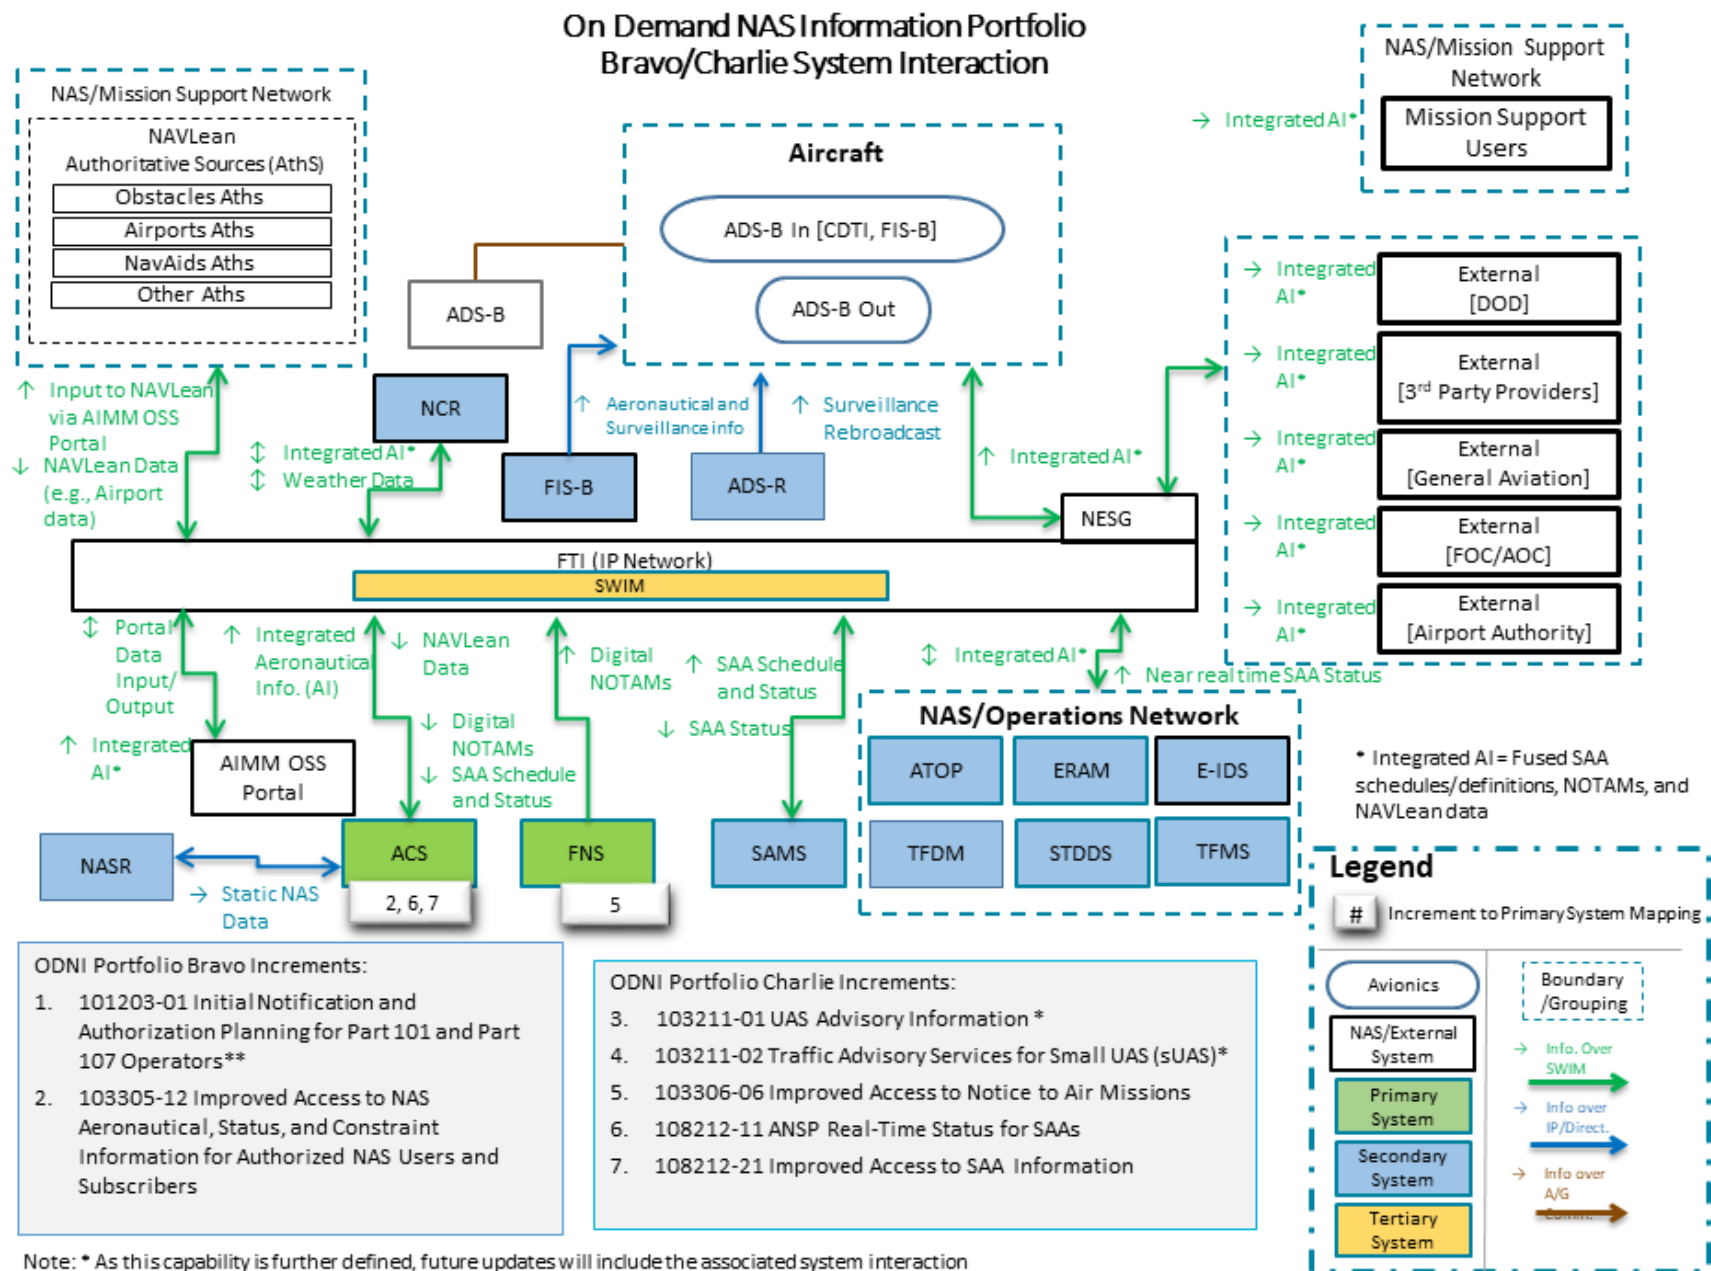 On Demand NAS Information Portfolio
Bravo/Charlie System Interaction
NAS/Mission Support Network
NAVLean
Authoritative Sources (AthS)
Obstacles Aths
Airports Aths
NavAids Aths
Other Aths
Aircraft
ADS-B In [CDTI, FIS-B]
ADS-B Out
ADS-B
→ Integrated AI*
NAS/Mission Support
Network
Mission Support
Users
→ Integrated
AI*
External
[DOD]
→ Integrated
AI*
External
[3rd Party Providers]
→ Integrated
AI*
External
[General Aviation]
→ Integrated
AI*
External
[FOC/AOC]
→ Integrated
AI*
External
[Airport Authority]
↑ Input to NAVLean
via AIMM OSS
Portal
↓ NAVLean Data
(e.g., Airport
data)
NCR
↕ Integrated AI*
↕ Weather Data
FIS-B
↑ Aeronautical and
Surveillance info
ADS-R
↑ Surveillance
Rebroadcast
↑ Integrated AI*
NESG
FTI (IP Network)
SWIM
↕ Portal
Data
Input/
Output
↑ Integrated
Aeronautical
Info. (AI)
↓ NAVLean
Data
↑ Digital
NOTAMs
↑ SAA Schedule
and Status
↓ SAA Status
↕ Integrated AI*
↑ Near real time SAA Status
↑ Integrated
AI*
AIMM OSS
Portal
↓ Digital
NOTAMs
↓ SAA Schedule
and Status
NASR
→ Static NAS
Data
ACS
2, 6, 7
FNS
5
SAMS
NAS/Operations Network
ATOP
ERAM
E-IDS
TFDM
STDDS
TFMS
* Integrated AI = Fused SAA
schedules/definitions, NOTAMs, and
NAVLean data
Legend
# Increment to Primary System Mapping
Avionics
NAS/External
System
Primary
System
Secondary
System
Tertiary
System
Boundary
/Grouping
→ Info. Over
SWIM
→ Info over
IP/Direct.
→ Info over
A/G
Comm.
ODNI Portfolio Bravo Increments:
1. 101203-01 Initial Notification and
Authorization Planning for Part 101 and Part
107 Operators**
2. 103305-12 Improved Access to NAS
Aeronautical, Status, and Constraint
Information for Authorized NAS Users and
Subscribers
ODNI Portfolio Charlie Increments:
3. 103211-01 UAS Advisory Information *
4. 103211-02 Traffic Advisory Services for Small UAS (sUAS)*
5. 103306-06 Improved Access to Notice to Air Missions
6. 108212-11 ANSP Real-Time Status for SAAs
7. 108212-21 Improved Access to SAA Information
Note: * As this capability is further defined, future updates will include the associated system interaction